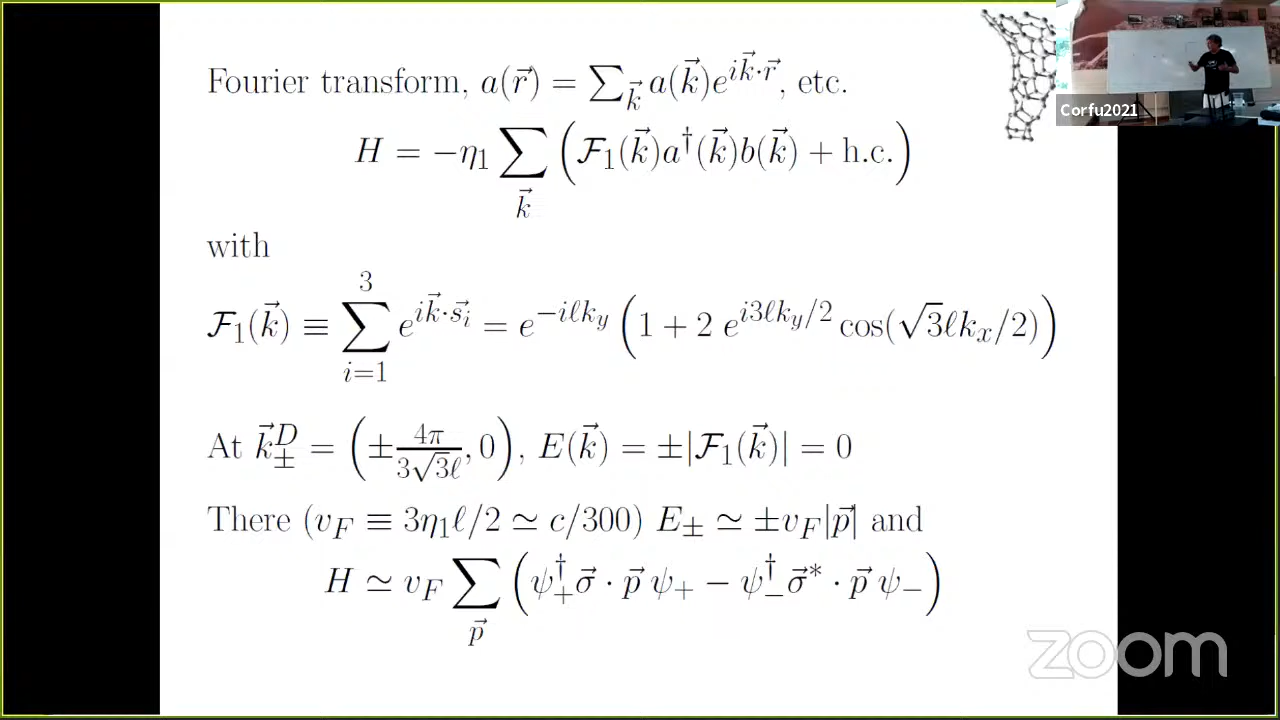 Fourier transform, $a(\vec{r}) = \sum_{\vec{k}} a(\vec{k}) e^{i\vec{k}\cdot\vec{r}}$, etc.
$H = -\eta_1 \sum_{\vec{k}} \left( \mathcal{F}_1(\vec{k}) a^\dagger(\vec{k}) b(\vec{k}) + \text{h.c.} \right)$
with
$\mathcal{F}_1(\vec{k}) \equiv \sum_{i=1}^{3} e^{i\vec{k}\cdot\vec{s}_i} = e^{-i\ell k_y} \left( 1 + 2\, e^{i3\ell k_y/2} \cos(\sqrt{3}\ell k_x/2) \right)$
At $\vec{k}^D_\pm = \left( \pm\frac{4\pi}{3\sqrt{3}\ell}, 0 \right)$, $E(\vec{k}) = \pm|\mathcal{F}_1(\vec{k})| = 0$
There ($v_F \equiv 3\eta_1\ell/2 \simeq c/300$) $E_\pm \simeq \pm v_F|\vec{p}|$ and
$H \simeq v_F \sum_{\vec{p}} \left( \psi_+^\dagger \vec{\sigma}\cdot\vec{p}\, \psi_+ - \psi_-^\dagger \vec{\sigma}^*\cdot\vec{p}\, \psi_- \right)$
Corfu2021
zoom